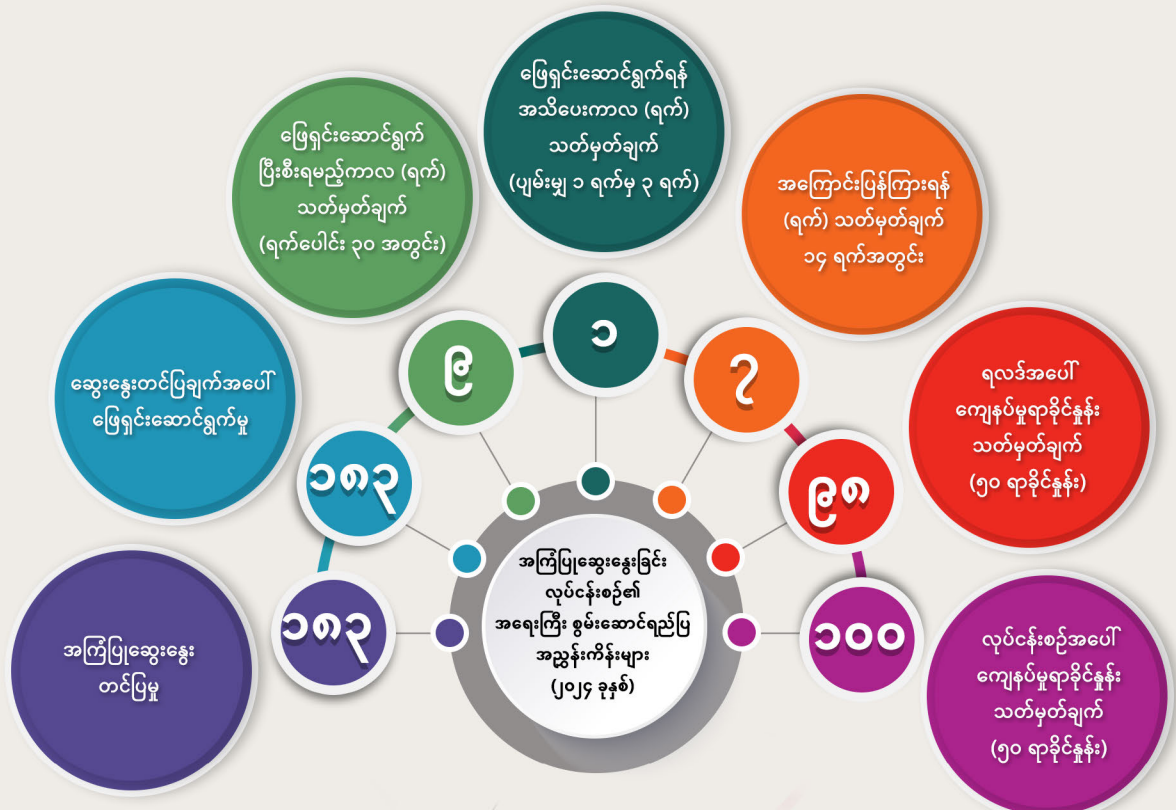 ဖြေရှင်းဆောင်ရွက်ရန်
အသိပေးကာလ (ရက်)
သတ်မှတ်ချက်
(ပျမ်းမျှ ၁ ရက်မှ ၃ ရက်)
ဖြေရှင်းဆောင်ရွက်
ပြီးစီးရမည့်ကာလ (ရက်)
သတ်မှတ်ချက်
(ရက်ပေါင်း ၃၀ အတွင်း)
အကြောင်းပြန်ကြားရန်
(ရက်) သတ်မှတ်ချက်
၁၄ ရက်အတွင်း
ဆွေးနွေးတင်ပြချက်အပေါ်
ဖြေရှင်းဆောင်ရွက်မှု
ရလဒ်အပေါ်
ကျေနပ်မှုရာခိုင်နှုန်း
သတ်မှတ်ချက်
(၅၀ ရာခိုင်နှုန်း)
အကြံပြုဆွေးနွေး
တင်ပြမှု
လုပ်ငန်းစဉ်အပေါ်
ကျေနပ်မှုရာခိုင်နှုန်း
သတ်မှတ်ချက်
(၅၀ ရာခိုင်နှုန်း)
၁၈၃
၁၈၃
၉
၁
၇
၉၈
၁၀၀
အကြံပြုဆွေးနွေးခြင်း
လုပ်ငန်းစဉ်၏
အရေးကြီး စွမ်းဆောင်ရည်ပြ
အညွှန်းကိန်းများ
(၂၀၂၄ ခုနှစ်)